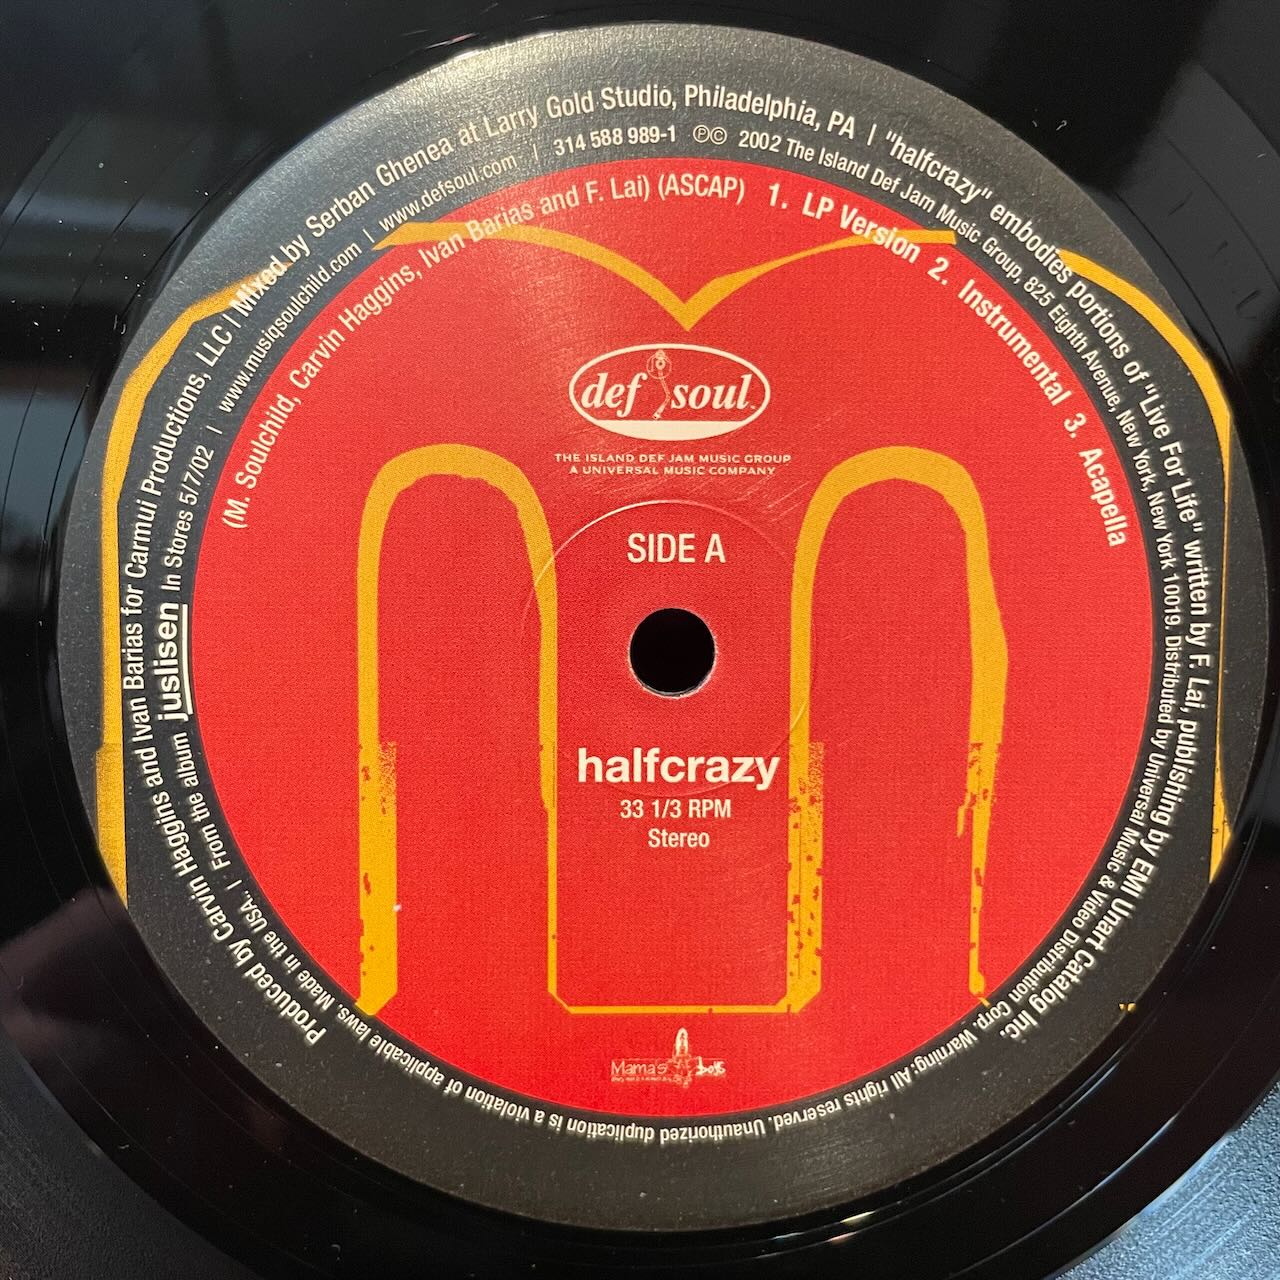 Produced by Carvin Haggins and Ivan Barias for Carmui Productions, LLC | Mixed by Serban Ghenea at Larry Gold Studio, Philadelphia, PA | "halfcrazy" embodies portions of "Live For Life" written by F. Lai, publishing by EMI Unart Catalog Inc.
From the album juslisen In Stores 5/7/02 | www.musiqsoulchild.com | www.defsoul.com | 314 588 989-1 ℗© 2002 The Island Def Jam Music Group, 825 Eighth Avenue, New York, New York 10019. Distributed by Universal Music & Video Distribution Corp. Warning: All rights reserved. Unauthorized duplication is a violation of applicable laws. Made in the USA. |
(M. Soulchild, Carvin Haggins, Ivan Barias and F. Lai) (ASCAP) 1. LP Version 2. Instrumental 3. Acapella
def soul
THE ISLAND DEF JAM MUSIC GROUP
A UNIVERSAL MUSIC COMPANY
SIDE A
halfcrazy
33 1/3 RPM
Stereo
Mama's boys